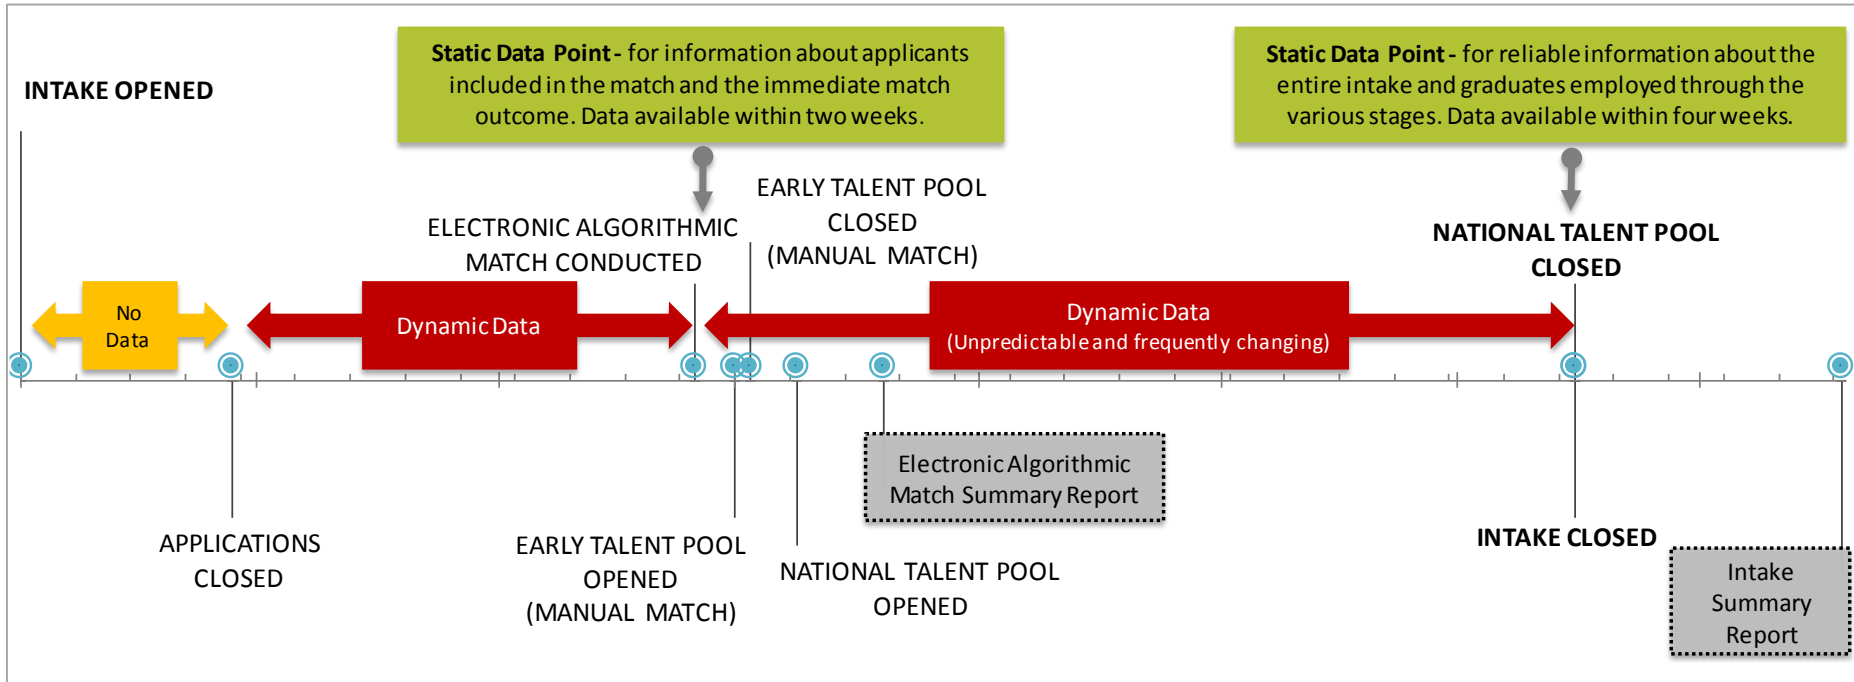 INTAKE OPENED
Static Data Point - for information about applicants
included in the match and the immediate match
outcome. Data available within two weeks.
Static Data Point - for reliable information about the
entire intake and graduates employed through the
various stages. Data available within four weeks.
EARLY TALENT POOL
CLOSED
(MANUAL MATCH)
ELECTRONIC ALGORITHMIC
MATCH CONDUCTED
NATIONAL TALENT POOL
CLOSED
No
Data
Dynamic Data
Dynamic Data
(Unpredictable and frequently changing)
Electronic Algorithmic
Match Summary Report
APPLICATIONS
CLOSED
EARLY TALENT POOL
OPENED
(MANUAL MATCH)
NATIONAL TALENT POOL
OPENED
INTAKE CLOSED
Intake
Summary
Report